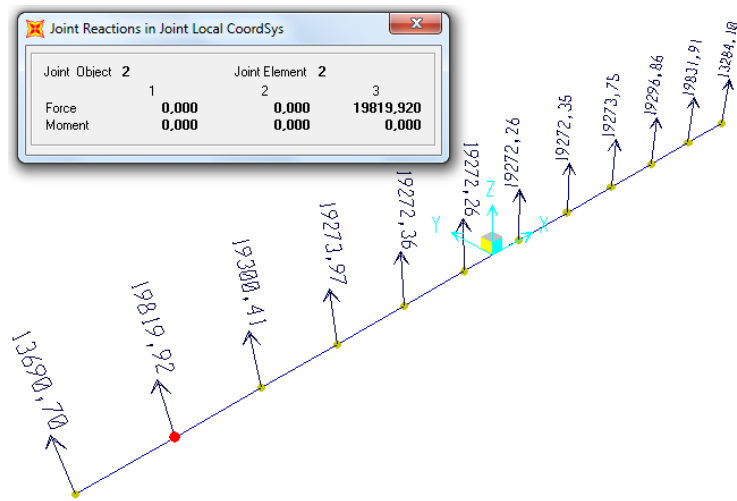 Joint Reactions in Joint Local CoordSys
Joint Object 2 Joint Element 2
1 2 3
Force 0,000 0,000 19819,920
Moment 0,000 0,000 0,000
13690,70
19819,92
19300,41
19273,97
19272,36
19272,26
19272,26
19272,35
19273,75
19296,86
19831,91
13284,10
Y
Z
X